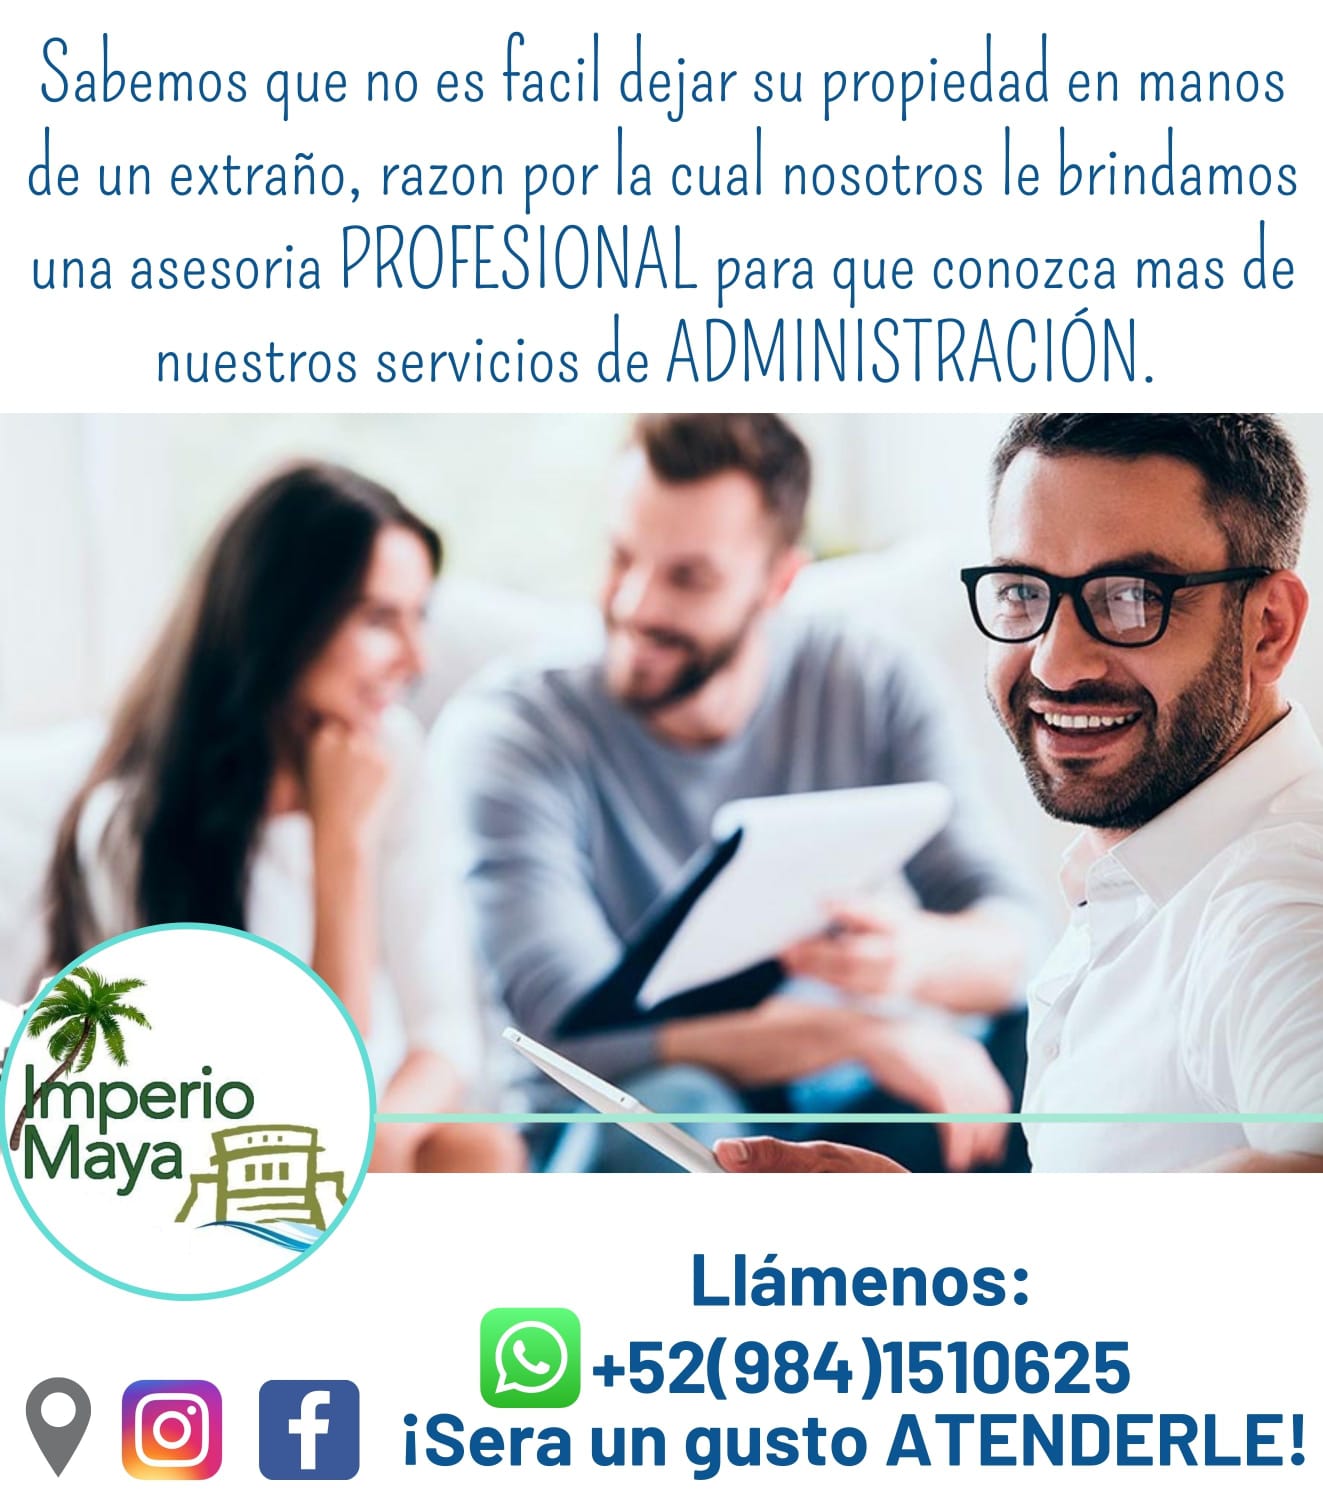 Sabemos que no es facil dejar su propiedad en manos
de un extraño, razon por la cual nosotros le brindamos
una asesoria PROFESIONAL para que conozca mas de
nuestros servicios de ADMINISTRACIÓN.
Imperio
Maya
Llámenos:
+52(984)1510625
¡Sera un gusto ATENDERLE!